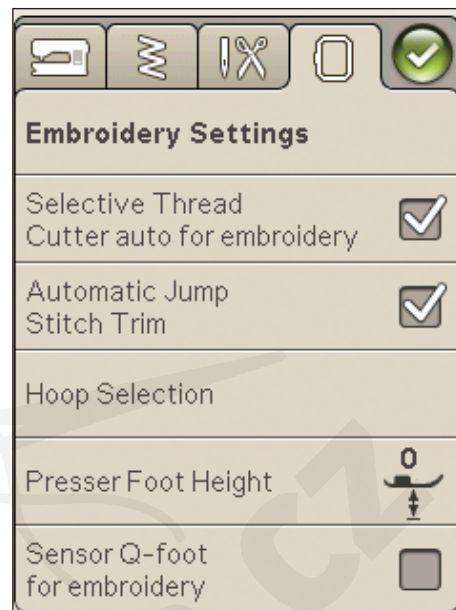 Embroidery Settings
Selective Thread
Cutter auto for embroidery
Automatic Jump
Stitch Trim
Hoop Selection
Presser Foot Height
0
Sensor Q-foot
for embroidery